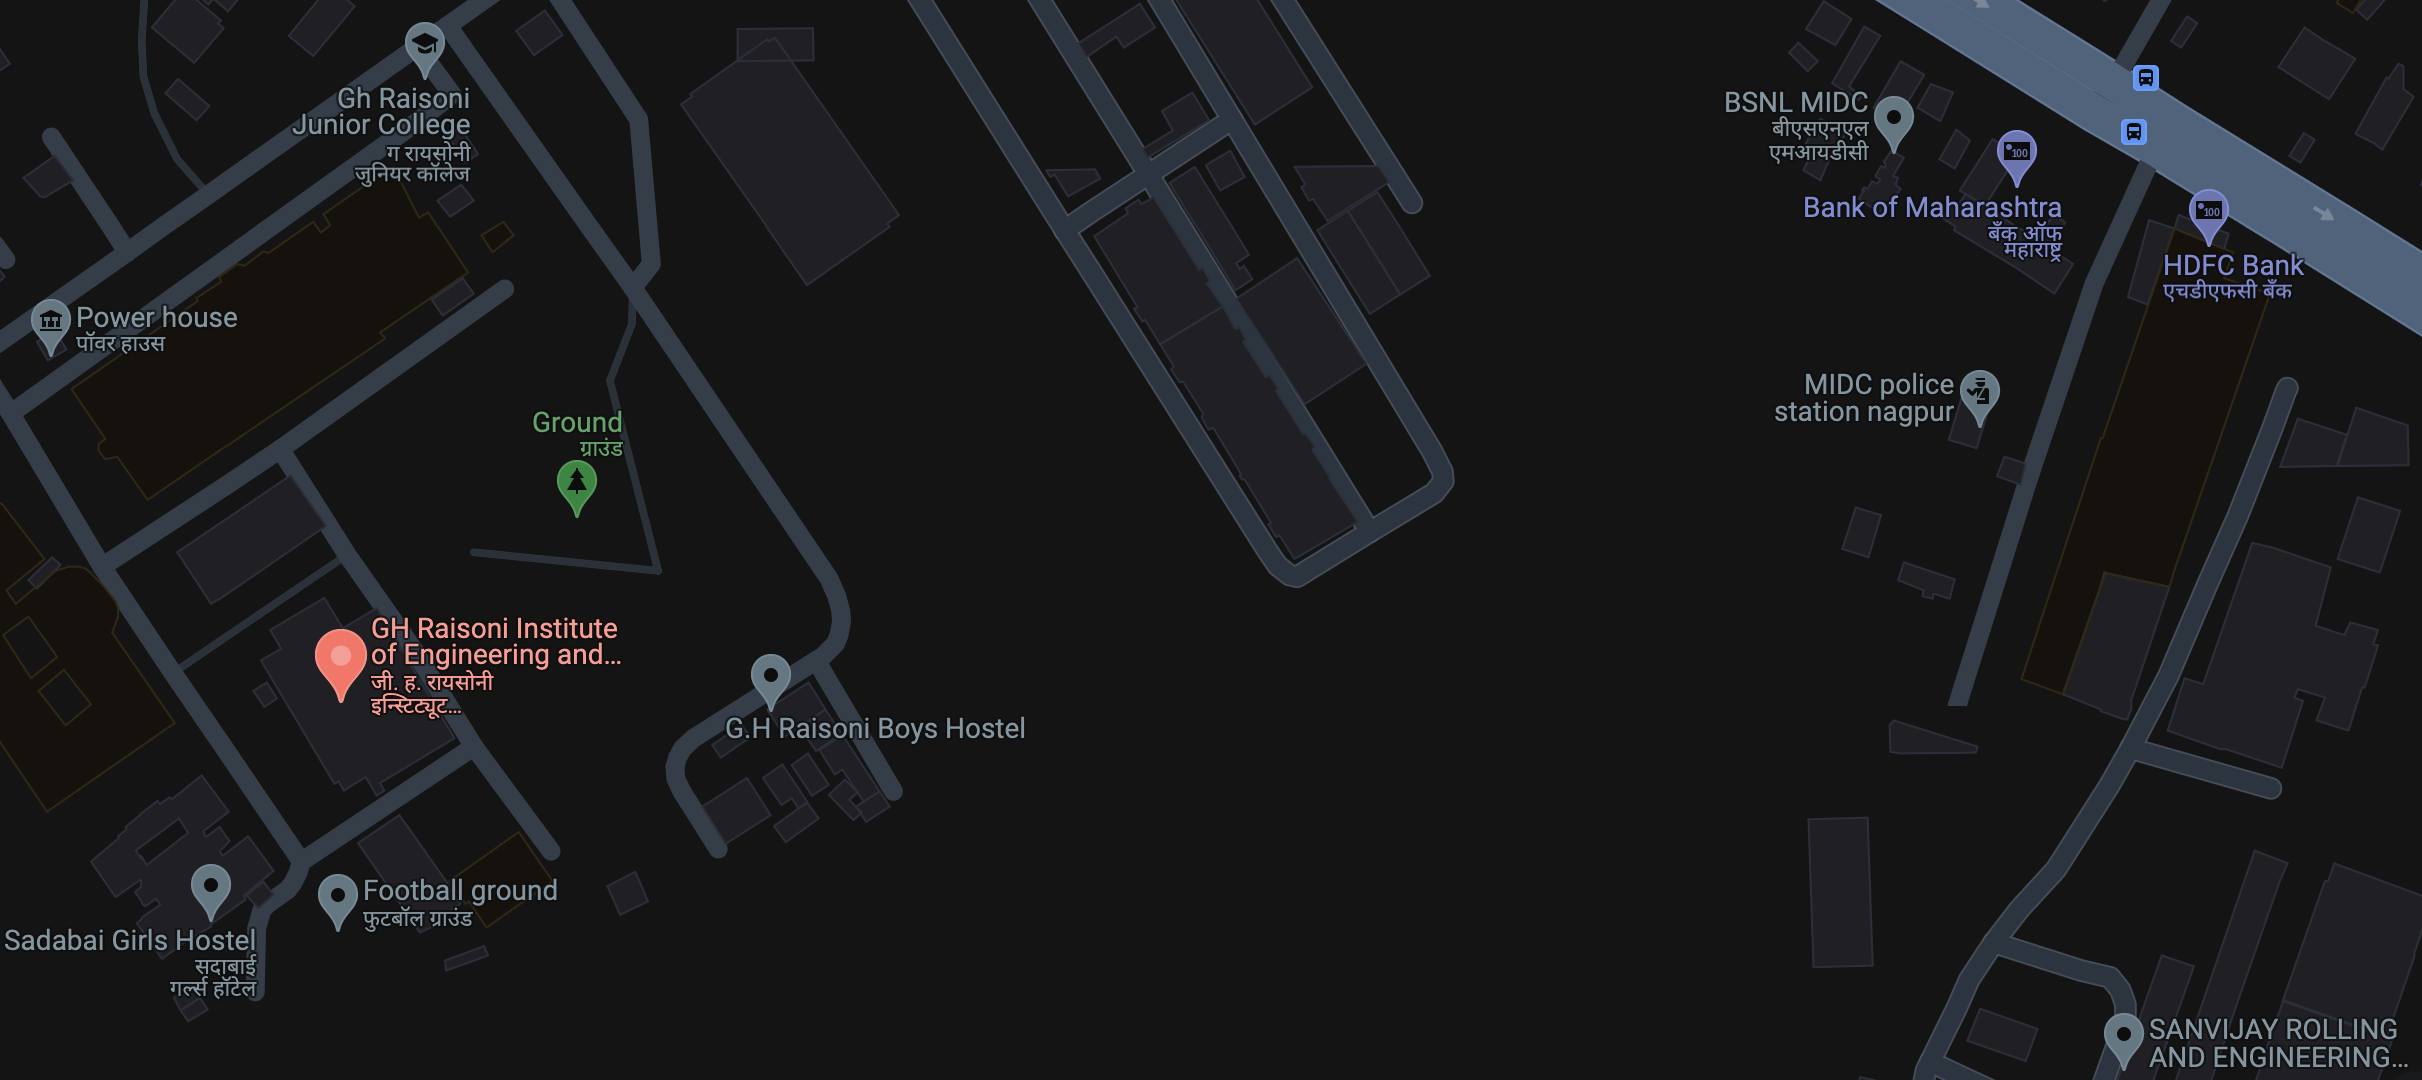 Gh Raisoni
Junior College
ग रायसोनी
जुनियर कॉलेज
BSNL MIDC
बीएसएनएल
एमआयडीसी
100
Bank of Maharashtra
बँक ऑफ
महाराष्ट्र
100
HDFC Bank
एचडीएफसी बँक
Power house
पॉवर हाउस
MIDC police
station nagpur
Ground
ग्राउंड
GH Raisoni Institute
of Engineering and...
जी. ह. रायसोनी
इन्स्टिट्यूट...
G.H Raisoni Boys Hostel
Football ground
फुटबॉल ग्राउंड
Sadabai Girls Hostel
सदाबाई
गर्ल्स हॉटेल
SANVIJAY ROLLING
AND ENGINEERING...